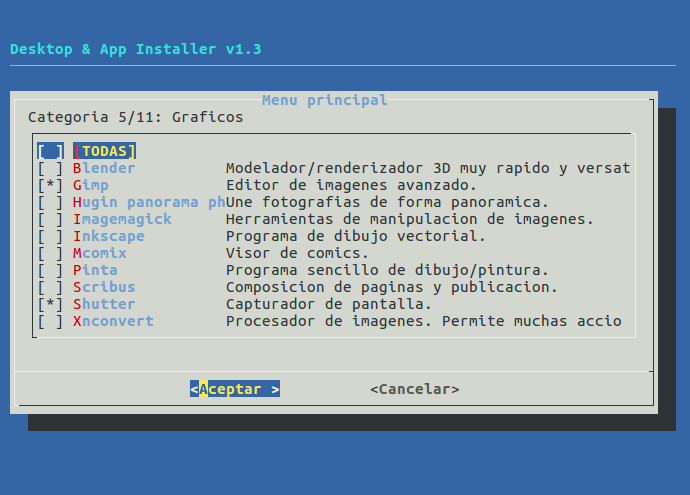 Desktop & App Installer v1.3
Menu principal
Categoria 5/11: Graficos
[ ] [TODAS]
[ ] Blender Modelador/renderizador 3D muy rapido y versat
[*] Gimp Editor de imagenes avanzado.
[ ] Hugin panorama phUne fotografias de forma panoramica.
[ ] Imagemagick Herramientas de manipulacion de imagenes.
[ ] Inkscape Programa de dibujo vectorial.
[ ] Mcomix Visor de comics.
[ ] Pinta Programa sencillo de dibujo/pintura.
[ ] Scribus Composicion de paginas y publicacion.
[*] Shutter Capturador de pantalla.
[ ] Xnconvert Procesador de imagenes. Permite muchas accio
<Aceptar > <Cancelar>